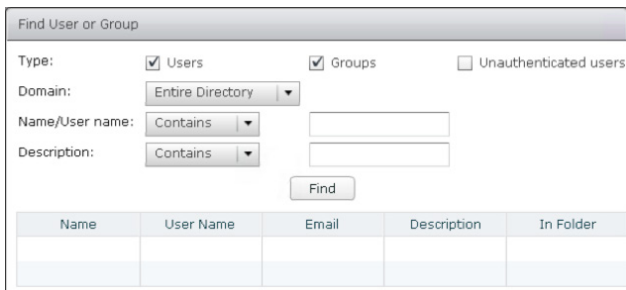 Find User or Group
Type: Users Groups Unauthenticated users
Domain: Entire Directory
Name/User name: Contains
Description: Contains
Find
Name User Name Email Description In Folder